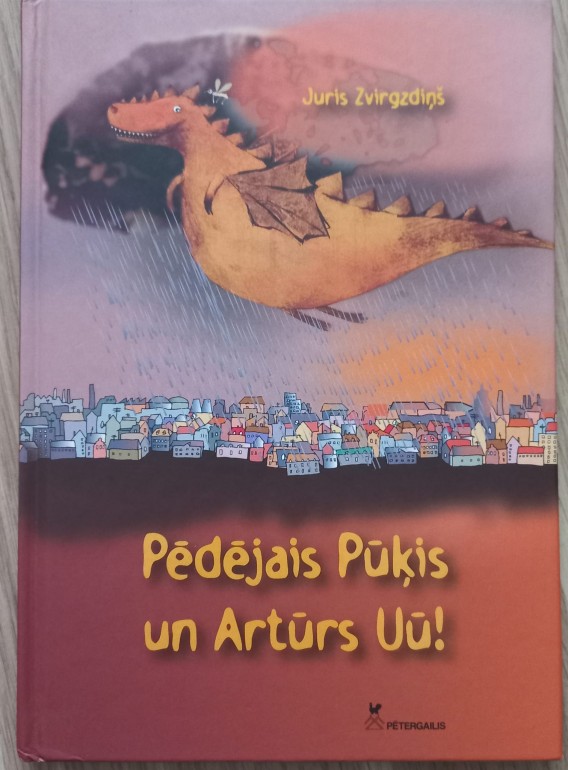 Juris Zvirgzdiņš
Pēdējais Pūķis
un Artūrs Uū!
PĒTERGAILIS